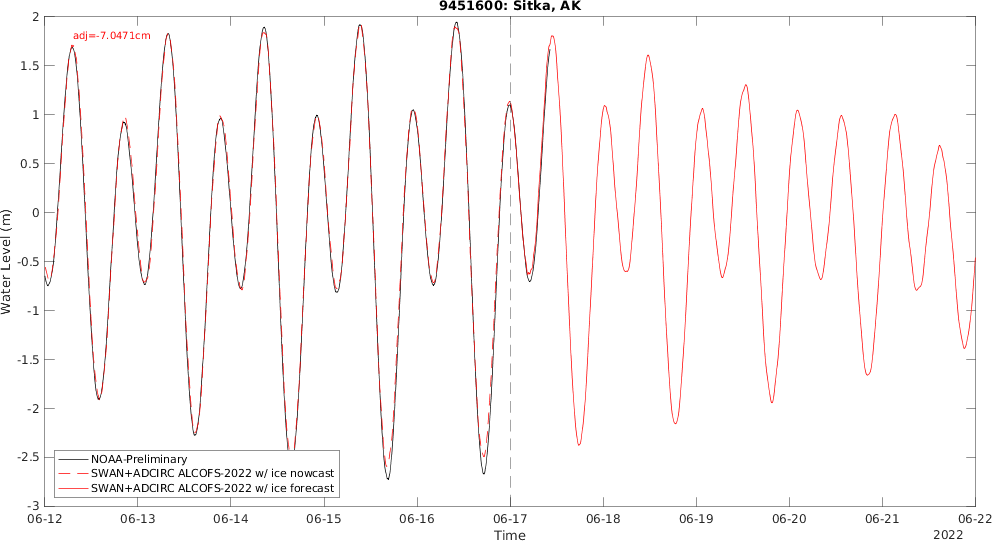 9451600: Sitka, AK
adj=-7.0471cm
2
1.5
1
0.5
0
-0.5
-1
-1.5
-2
-2.5
-3
Water Level (m)
NOAA-Preliminary
SWAN+ADCIRC ALCOFS-2022 w/ ice nowcast
SWAN+ADCIRC ALCOFS-2022 w/ ice forecast
06-12 06-13 06-14 06-15 06-16 06-17 06-18 06-19 06-20 06-21 06-22
Time
2022